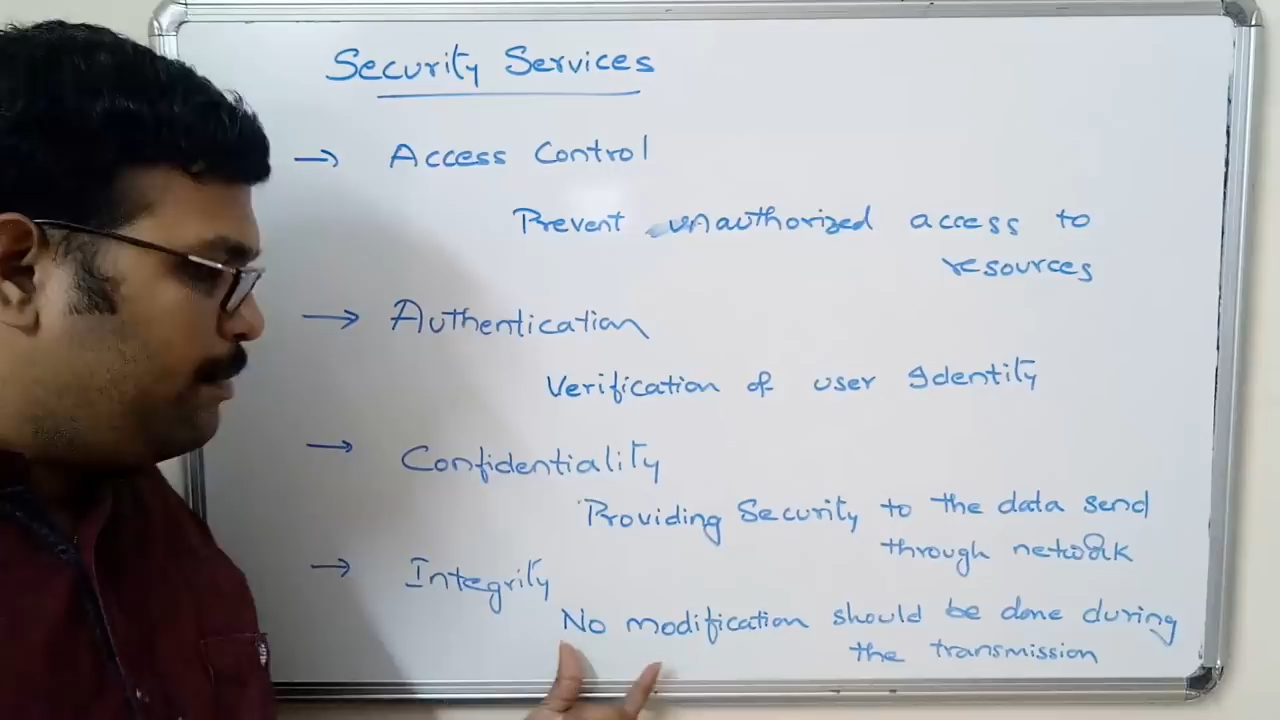 Security Services
→ Access Control
Prevent unauthorized access to
resources
→ Authentication
Verification of user Identity
→ Confidentiality
Providing Security to the data send
through network
→ Integrity
No modification should be done during
the transmission